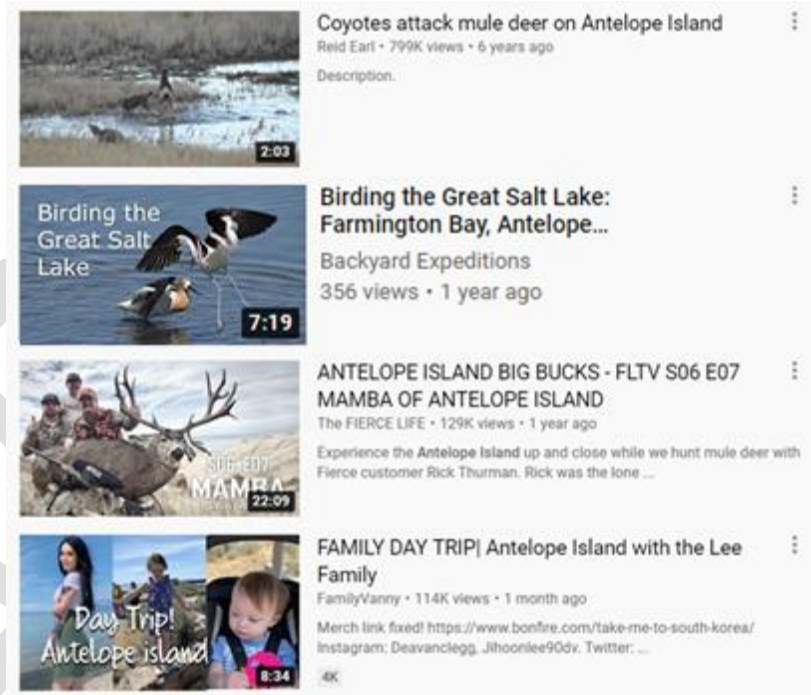 Coyotes attack mule deer on Antelope Island
Reid Earl • 799K views • 6 years ago
Description.
2:03
Birding the
Great Salt
Lake
7:19
Birding the Great Salt Lake:
Farmington Bay, Antelope...
Backyard Expeditions
356 views • 1 year ago
S06 E07
MAMBA
22:09
ANTELOPE ISLAND BIG BUCKS - FLTV S06 E07
MAMBA OF ANTELOPE ISLAND
The FIERCE LIFE • 129K views • 1 year ago
Experience the Antelope Island up and close while we hunt mule deer with
Fierce customer Rick Thurman. Rick was the lone ...
Day Trip!
Antelope island
8:34
FAMILY DAY TRIP| Antelope Island with the Lee
Family
FamilyVanny • 114K views • 1 month ago
Merch link fixed! https://www.bonfire.com/take-me-to-south-korea/
Instagram: Deavanclegg, Jihoonlee90dv. Twitter: ...
4K